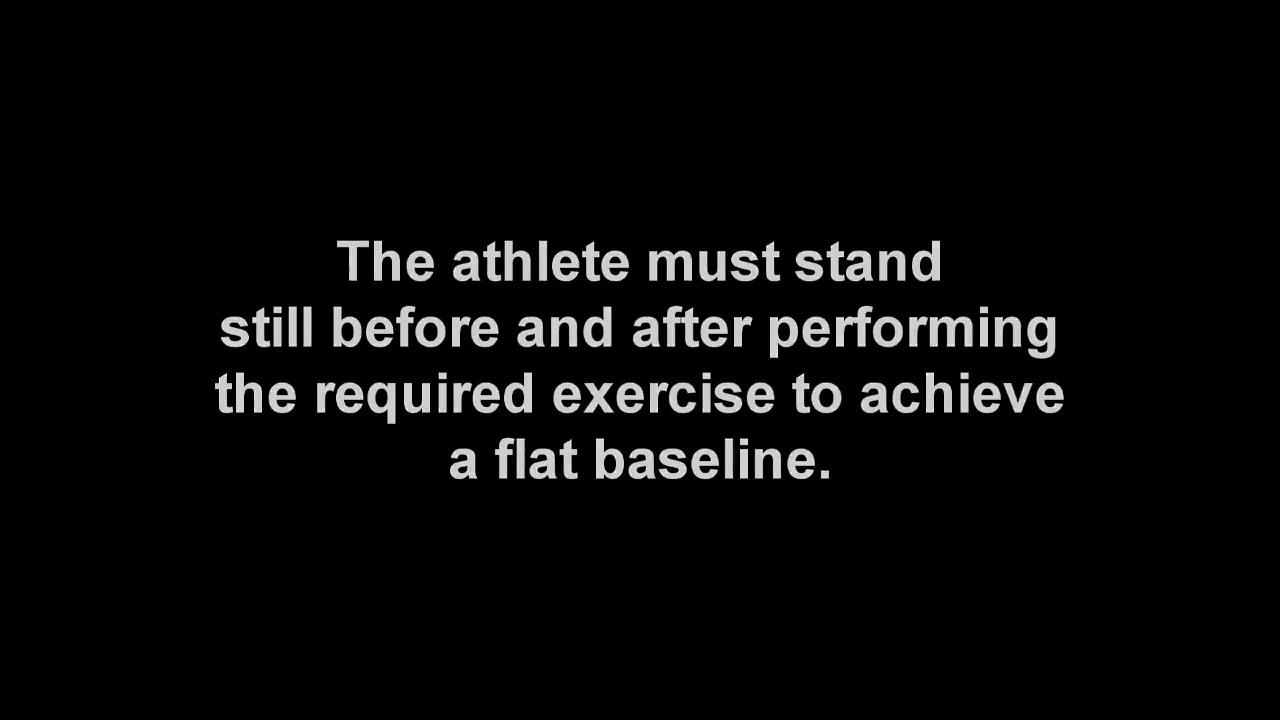 The athlete must stand
still before and after performing
the required exercise to achieve
a flat baseline.